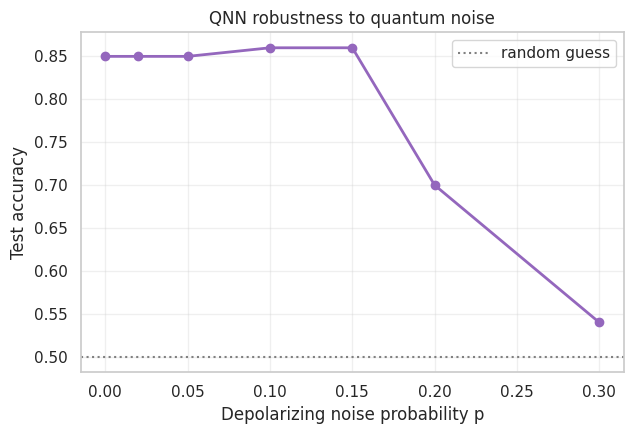 QNN robustness to quantum noise
random guess
Test accuracy
0.85
0.80
0.75
0.70
0.65
0.60
0.55
0.50
0.00 0.05 0.10 0.15 0.20 0.25 0.30
Depolarizing noise probability p